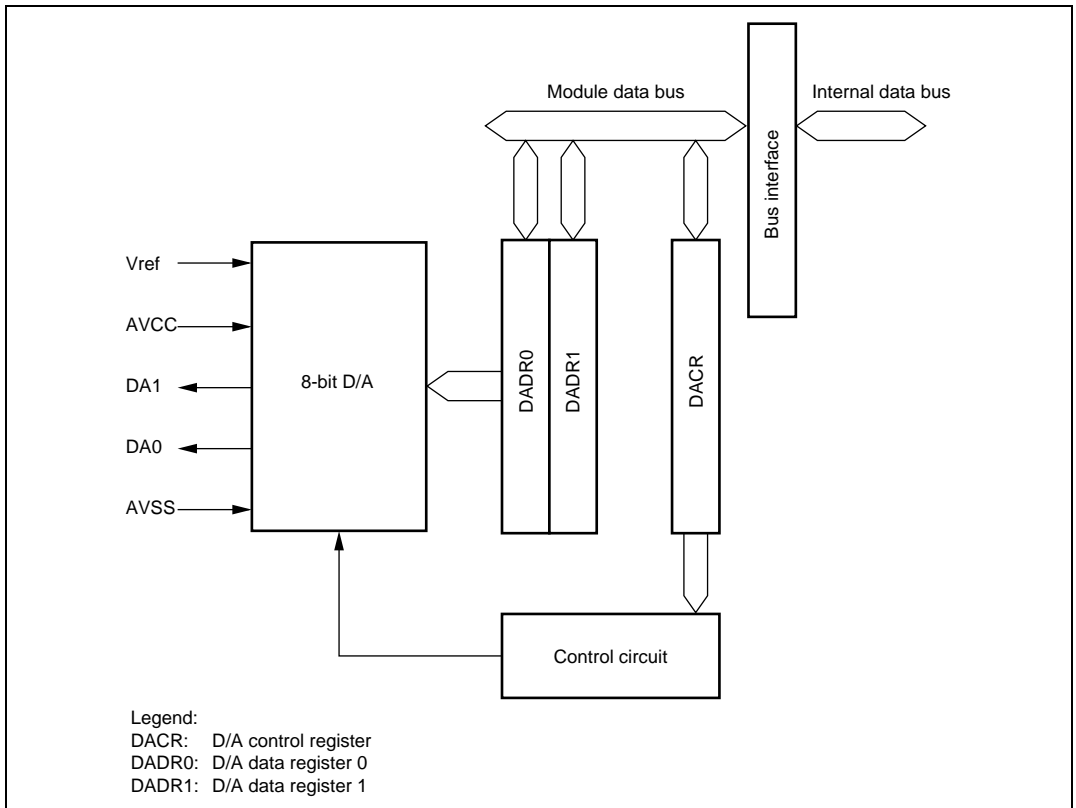 Module data bus
Internal data bus
Bus interface
Vref
AVCC
DA1
DA0
AVSS
8-bit D/A
DADR0
DADR1
DACR
Control circuit
Legend:
DACR: D/A control register
DADR0: D/A data register 0
DADR1: D/A data register 1